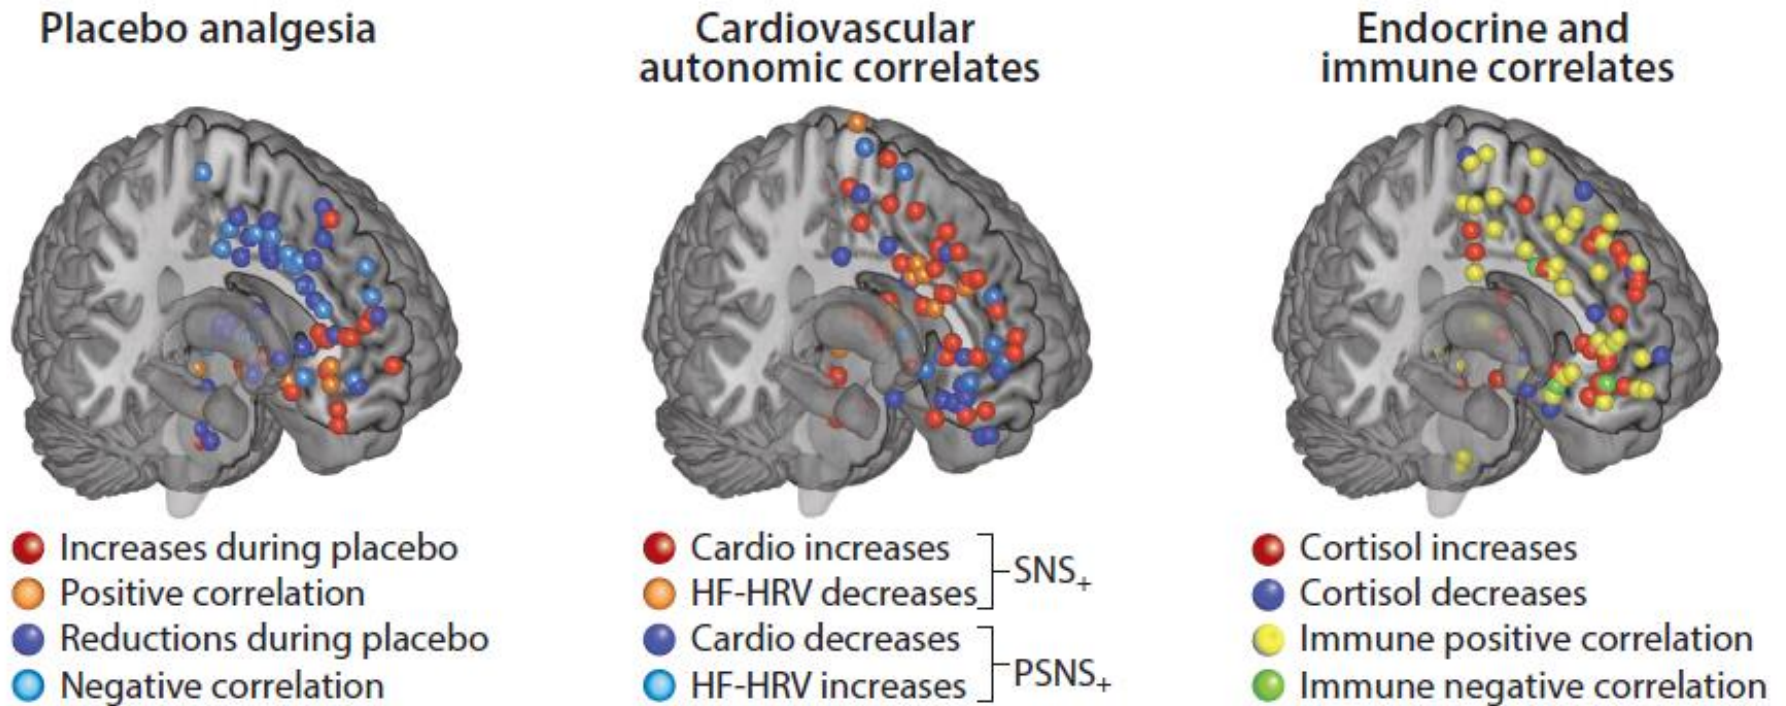 Placebo analgesia
Cardiovascular
autonomic correlates
Endocrine and
immune correlates
Increases during placebo
Positive correlation
Reductions during placebo
Negative correlation
Cardio increases
HF-HRV decreases
SNS+
Cardio decreases
HF-HRV increases
PSNS+
Cortisol increases
Cortisol decreases
Immune positive correlation
Immune negative correlation